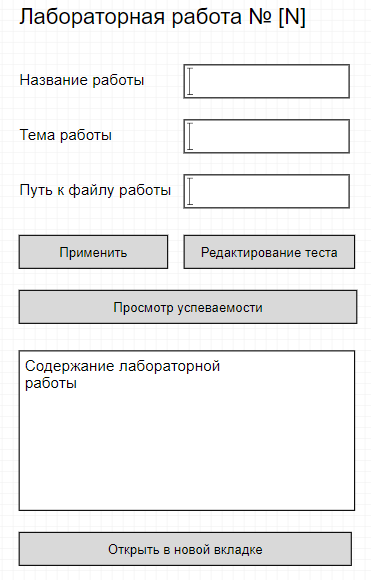 Лабораторная работа № [N]
Название работы
Тема работы
Путь к файлу работы
Применить
Редактирование теста
Просмотр успеваемости
Содержание лабораторной
работы
Открыть в новой вкладке